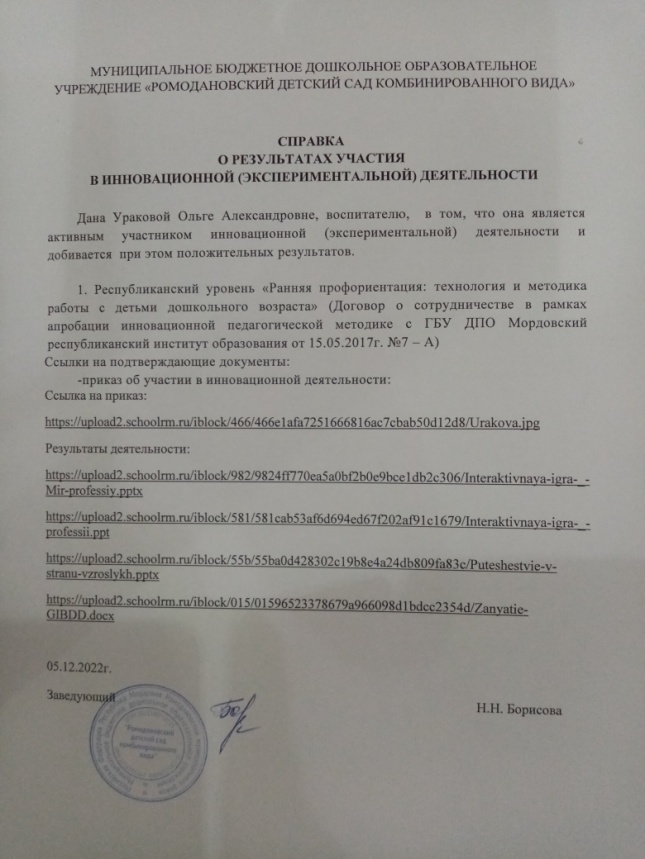 МУНИЦИПАЛЬНОЕ БЮДЖЕТНОЕ ДОШКОЛЬНОЕ ОБРАЗОВАТЕЛЬНОЕ
УЧРЕЖДЕНИЕ «РОМОДАНОВСКИЙ ДЕТСКИЙ САД КОМБИНИРОВАННОГО ВИДА»
СПРАВКА
О РЕЗУЛЬТАТАХ УЧАСТИЯ
В ИННОВАЦИОННОЙ (ЭКСПЕРИМЕНТАЛЬНОЙ) ДЕЯТЕЛЬНОСТИ
Дана Ураковой Ольге Александровне, воспитателю, в том, что она является
активным участником инновационной (экспериментальной) деятельности и
добивается при этом положительных результатов.
1. Республиканский уровень «Ранняя профориентация: технология и методика
работы с детьми дошкольного возраста» (Договор о сотрудничестве в рамках
апробации инновационной педагогической методике с ГБУ ДПО Мордовский
республиканский институт образования от 15.05.2017г. №7 – А)
Ссылки на подтверждающие документы:
-приказ об участии в инновационной деятельности:
Ссылка на приказ:
https://upload2.schoolrm.ru/iblock/466/466e1afa7251666816ac7cbab50d12d8/Urakova.jpg
Результаты деятельности:
https://upload2.schoolrm.ru/iblock/982/9824ff770ea5a0bf2b0e9bce1db2c306/Interaktivnaya-igra-_-
Mir-professiy.pptx
https://upload2.schoolrm.ru/iblock/581/581cab53af6d694ed67f202af91c1679/Interaktivnaya-igra-_-
professii.ppt
https://upload2.schoolrm.ru/iblock/55b/55ba0d428302c19b8e4a24db809fa83c/Puteshestvie-v-
stranu-vzroslykh.pptx
https://upload2.schoolrm.ru/iblock/015/01596523378679a966098d1bdcc2354d/Zanyatie-
GIBDD.docx
05.12.2022г.
Заведующий
Н.Н. Борисова
"Ромодановский
детский сад
комбинированного
вида"